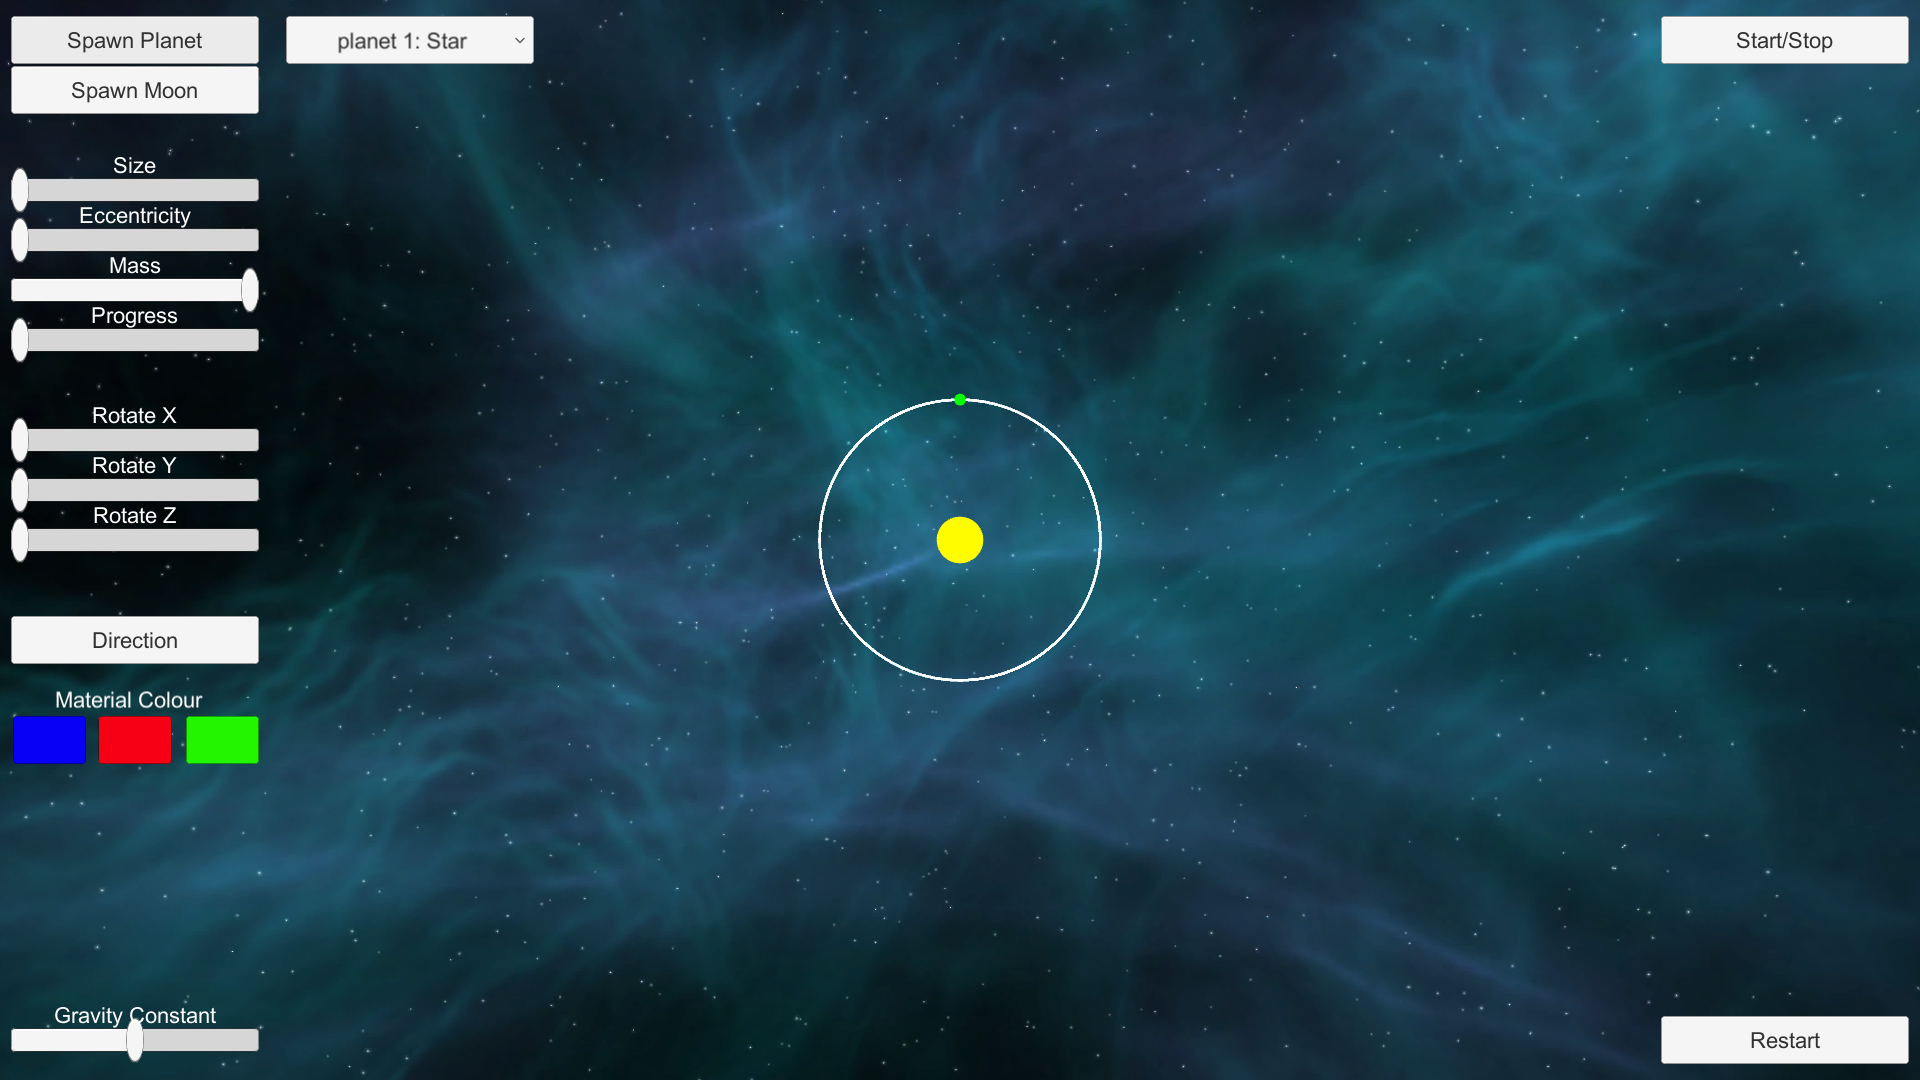 Spawn Planet
planet 1: Star
Start/Stop
Spawn Moon
Size
Eccentricity
Mass
Progress
Rotate X
Rotate Y
Rotate Z
Direction
Material Colour
Gravity Constant
Restart